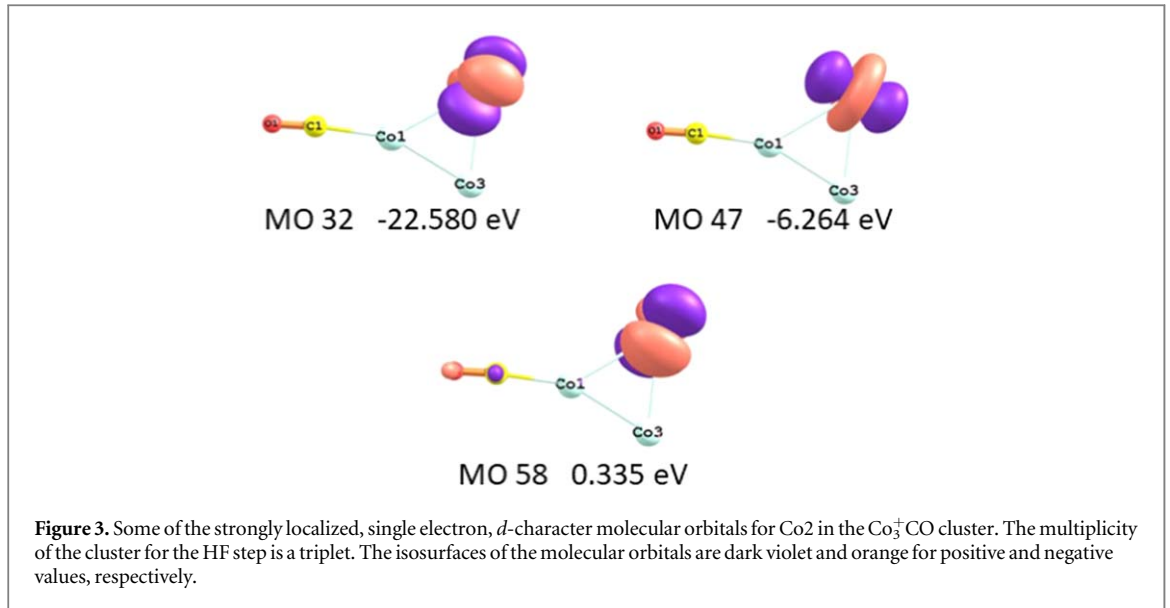 O1 C1 Co1 Co3
MO 32 -22.580 eV
O1 C1 Co1 Co3
MO 47 -6.264 eV
Co1 Co3
MO 58 0.335 eV
Figure 3. Some of the strongly localized, single electron, d-character molecular orbitals for Co2 in the Co₃⁺CO cluster. The multiplicity
of the cluster for the HF step is a triplet. The isosurfaces of the molecular orbitals are dark violet and orange for positive and negative
values, respectively.